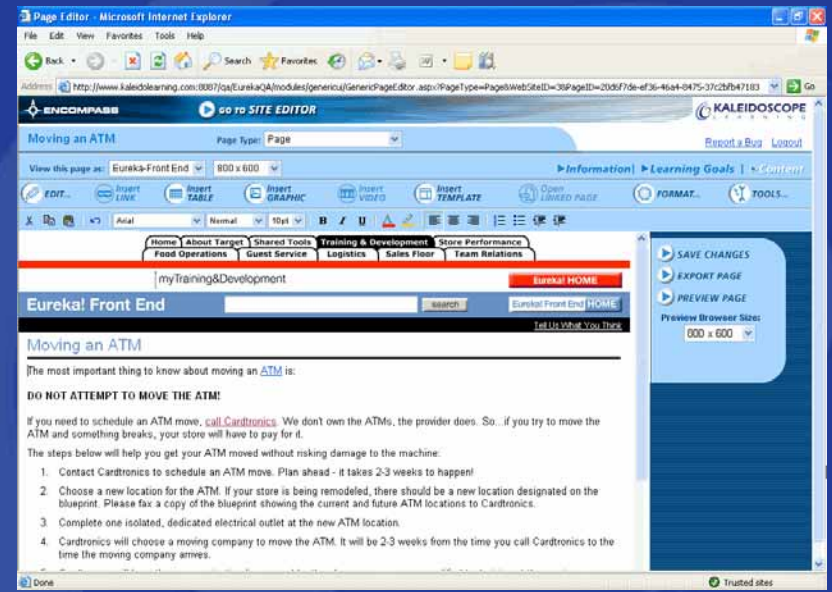 Page Editor - Microsoft Internet Explorer
File Edit View Favorites Tools Help
Back Search Favorites
Address http://www.kaleidolearning.com:8087/qa/EurekaQA/modules/genericui/GenericPageEditor.aspx?PageType=Page&WebSiteID=38&PageID=20d6f7de-ef36-46a4-8475-37c2bfb47183 Go
ENCOMPASS GO TO SITE EDITOR KALEIDOSCOPE
LEARNING
Moving an ATM Page Type: Page Report a Bug Logout
View this page as: Eureka-Front End 800 x 600 Information| Learning Goals | Content
EDIT... Insert LINK Insert TABLE Insert GRAPHIC Insert VIDEO Insert TEMPLATE Open LINKED PAGE FORMAT... TOOLS...
Arial Normal 10pt B I U
Home About Target Shared Tools Training & Development Store Performance
Food Operations Guest Service Logistics Sales Floor Team Relations
SAVE CHANGES
myTraining&Development Eureka! HOME
EXPORT PAGE
PREVIEW PAGE
Eureka! Front End search Eureka! Front End HOME
Preview Browser Size:
Tell Us What You Think
800 x 600
Moving an ATM
The most important thing to know about moving an ATM is:
DO NOT ATTEMPT TO MOVE THE ATM!
If you need to schedule an ATM move, call Cardtronics. We don't own the ATMs, the provider does. So...if you try to move the
ATM and something breaks, your store will have to pay for it.
The steps below will help you get your ATM moved without risking damage to the machine:
1. Contact Cardtronics to schedule an ATM move. Plan ahead - it takes 2-3 weeks to happen!
2. Choose a new location for the ATM. If your store is being remodeled, there should be a new location designated on the
blueprint. Please fax a copy of the blueprint showing the current and future ATM locations to Cardtronics.
3. Complete one isolated, dedicated electrical outlet at the new ATM location.
4. Cardtronics will choose a moving company to move the ATM. It will be 2-3 weeks from the time you call Cardtronics to the
time the moving company arrives.
Done Trusted sites